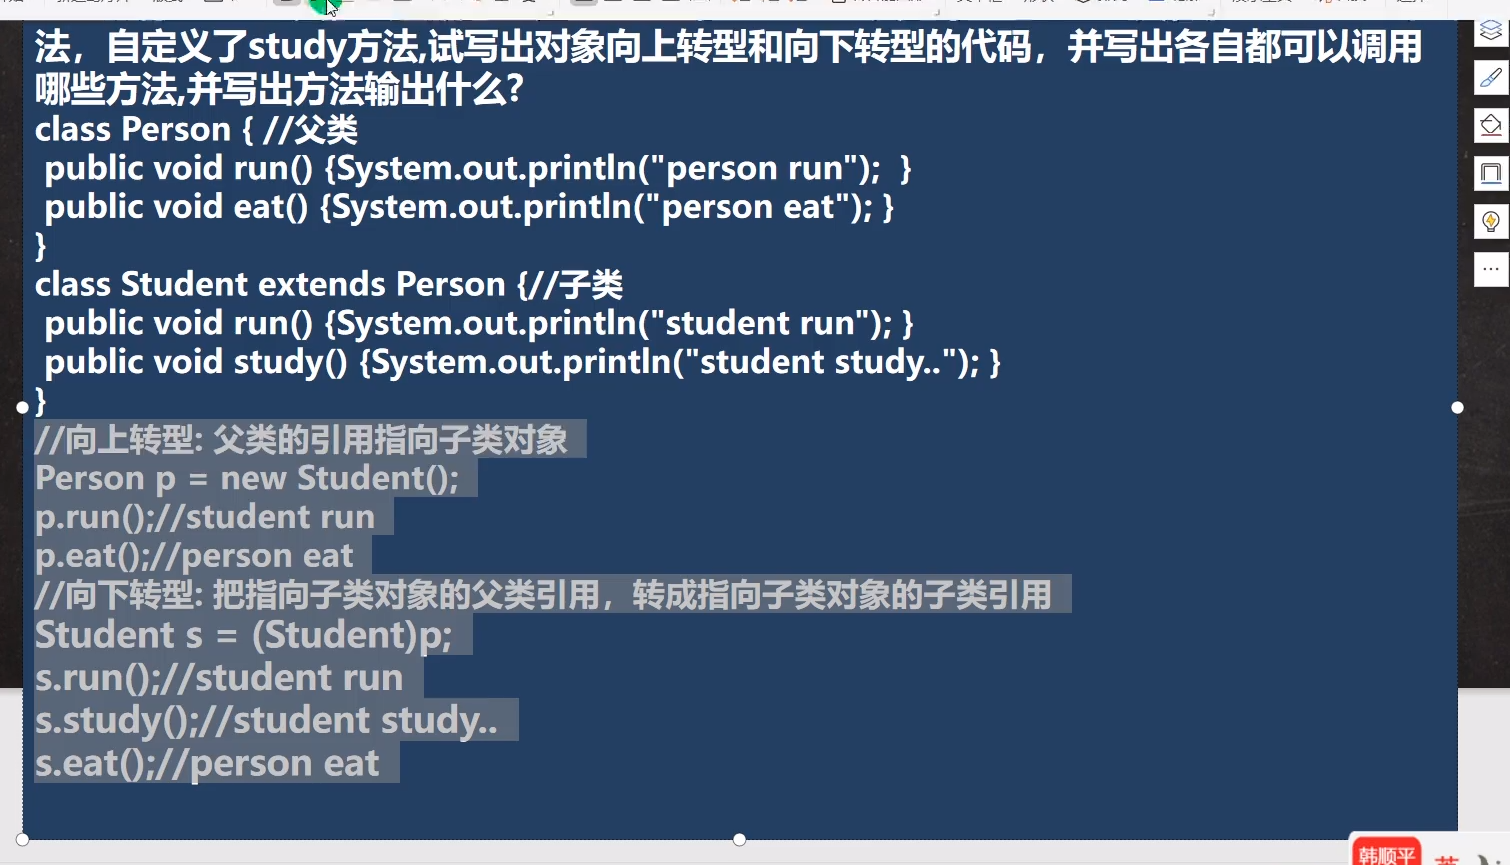 法，自定义了study方法,试写出对象向上转型和向下转型的代码，并写出各自都可以调用
哪些方法,并写出方法输出什么?
class Person { //父类
public void run() {System.out.println("person run");  }
public void eat() {System.out.println("person eat"); }
}
class Student extends Person {//子类
public void run() {System.out.println("student run"); }
public void study() {System.out.println("student study.."); }
}
//向上转型: 父类的引用指向子类对象
Person p = new Student();
p.run();//student run
p.eat();//person eat
//向下转型: 把指向子类对象的父类引用，转成指向子类对象的子类引用
Student s = (Student)p;
s.run();//student run
s.study();//student study..
s.eat();//person eat
韩顺平